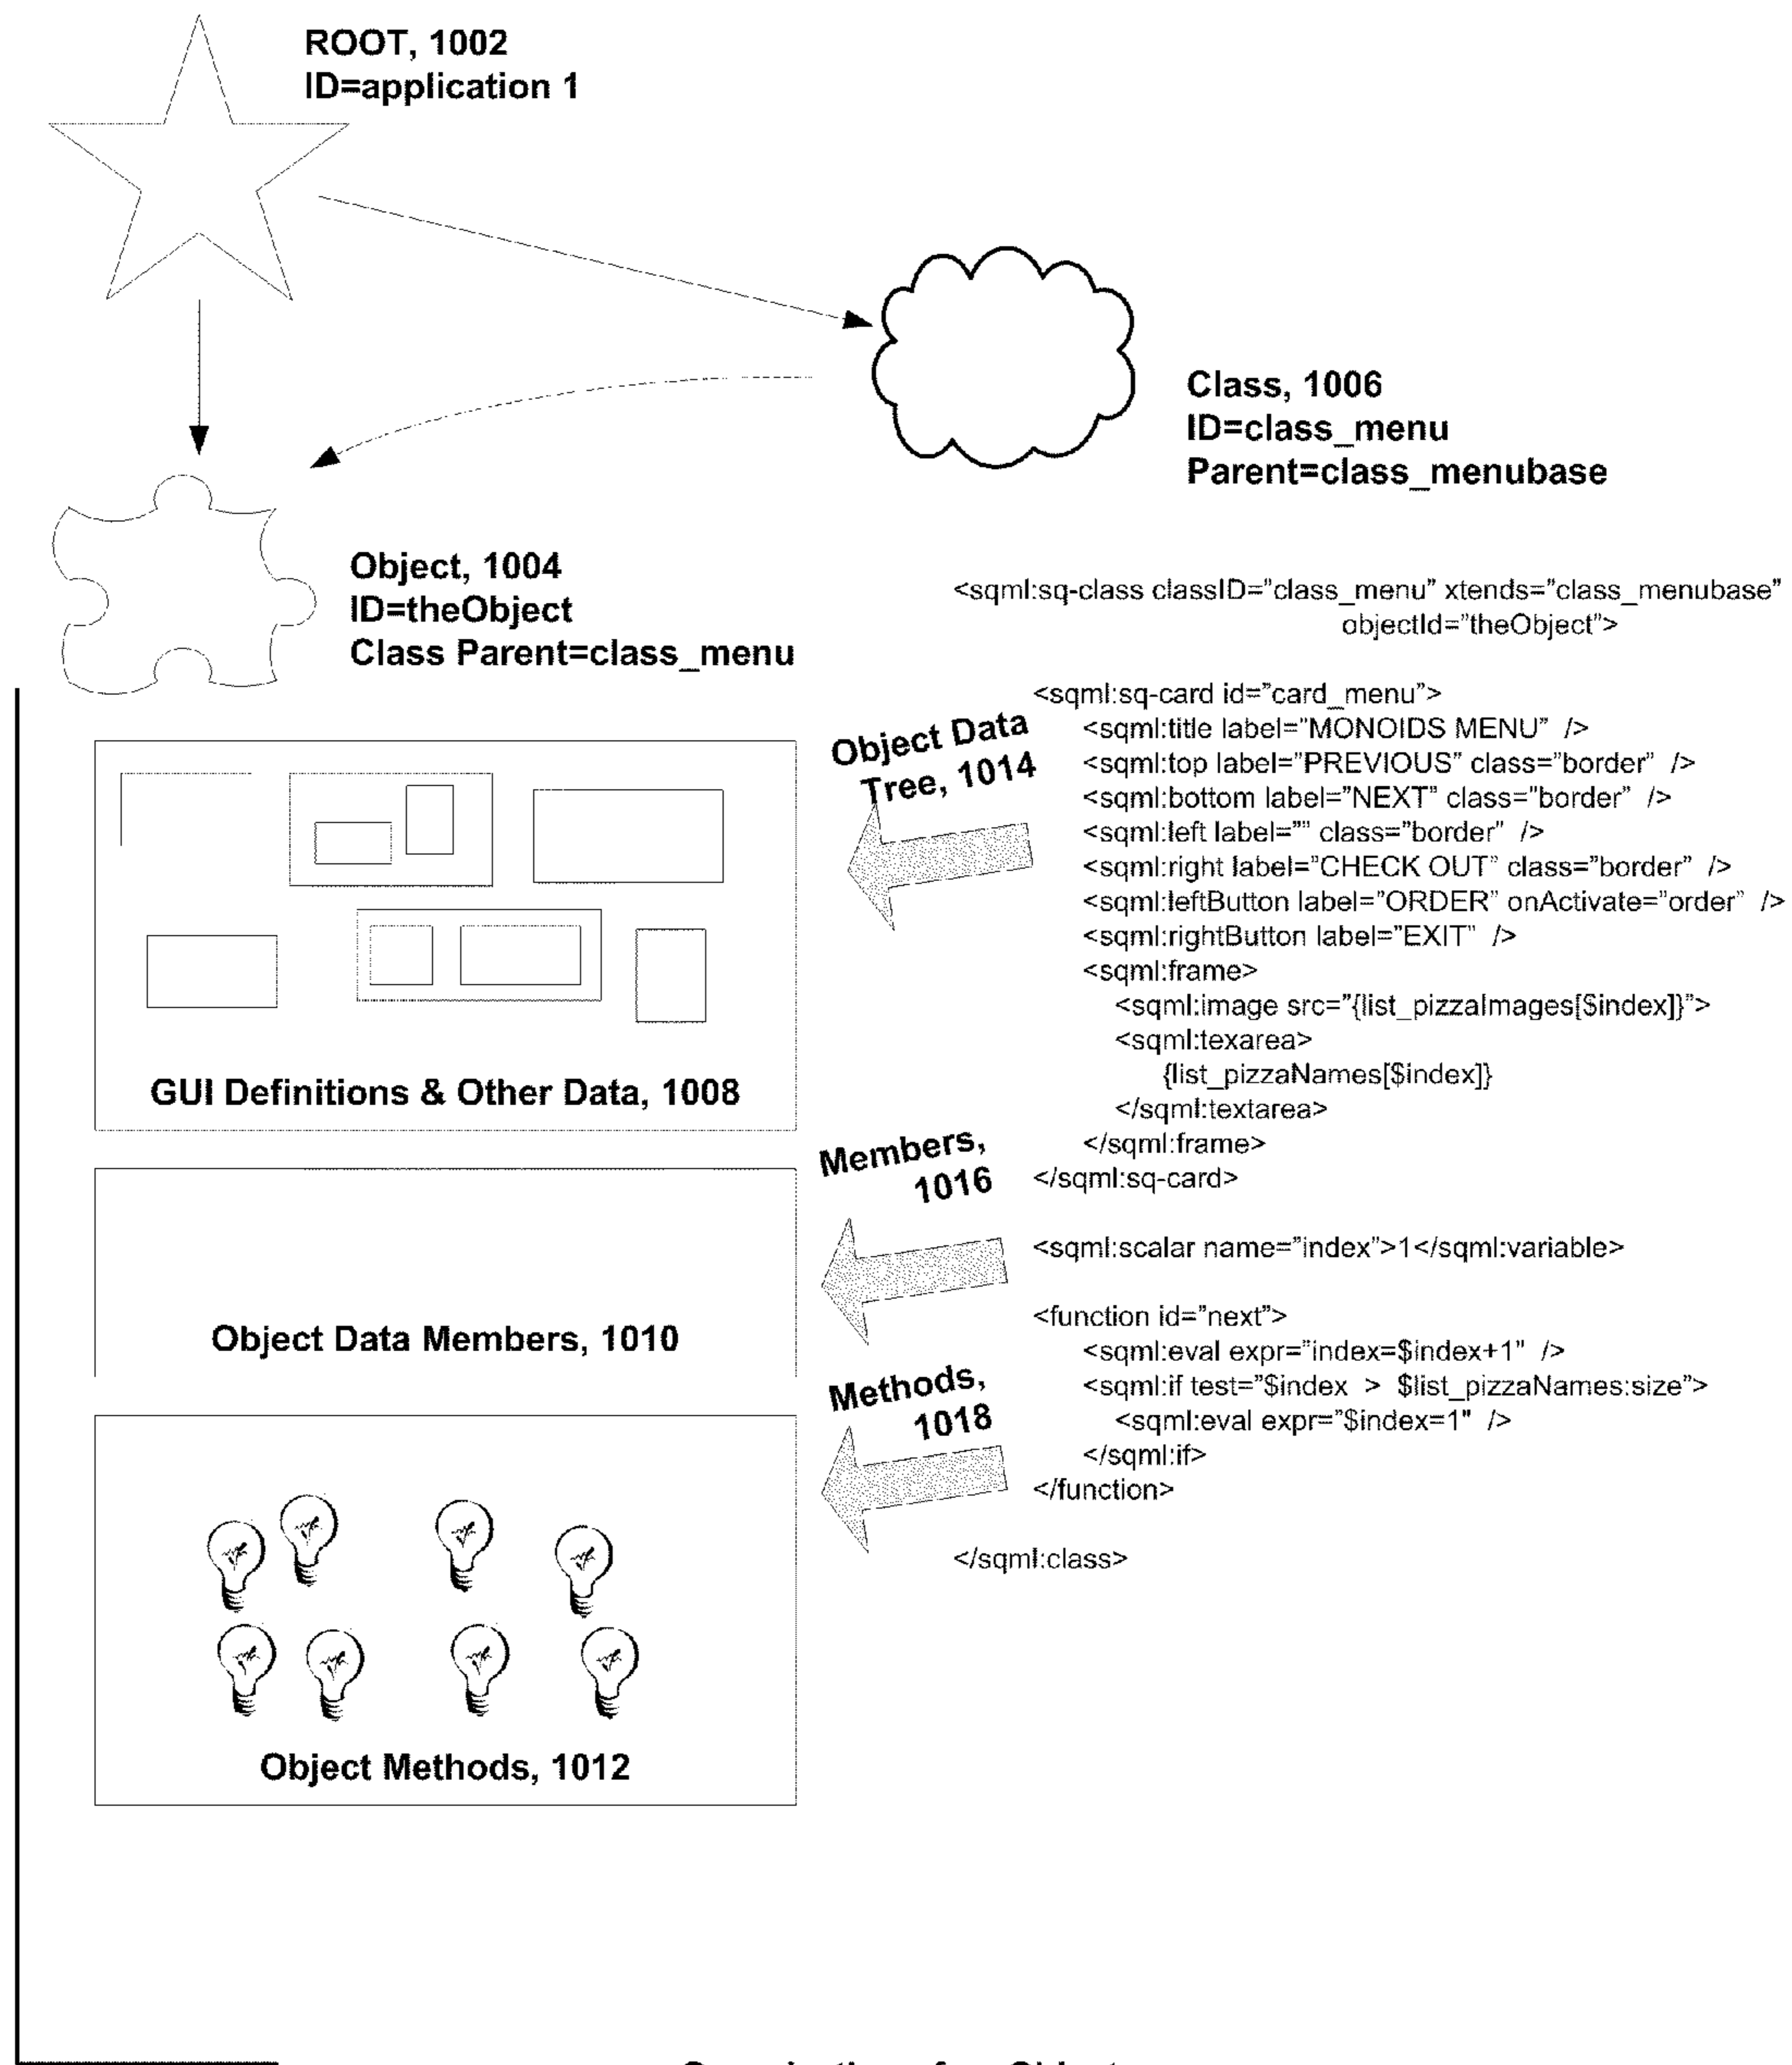 ROOT, 1002
ID=application 1
Class, 1006
ID=class_menu
Parent=class_menubase
Object, 1004
ID=theObject
Class Parent=class_menu
<sqml:sq-class classID="class_menu" xtends="class_menubase"
objectId="theObject">
Object Data
Tree, 1014
<sqml:sq-card id="card_menu">
<sqml:title label="MONOIDS MENU" />
<sqml:top label="PREVIOUS" class="border" />
<sqml:bottom label="NEXT" class="border" />
<sqml:left label="" class="border" />
<sqml:right label="CHECK OUT" class="border" />
<sqml:leftButton label="ORDER" onActivate="order" />
<sqml:rightButton label="EXIT" />
<sqml:frame>
<sqml:image src="{list_pizzaImages[$index]}">
<sqml:texarea>
{list_pizzaNames[$index]}
</sqml:textarea>
</sqml:frame>
</sqml:sq-card>
GUI Definitions & Other Data, 1008
Members,
1016
<sqml:scalar name="index">1</sqml:variable>
Object Data Members, 1010
Methods,
1018
<function id="next">
<sqml:eval expr="index=$index+1" />
<sqml:if test="$index > $list_pizzaNames:size">
<sqml:eval expr="$index=1" />
</sqml:if>
</function>
</sqml:class>
Object Methods, 1012